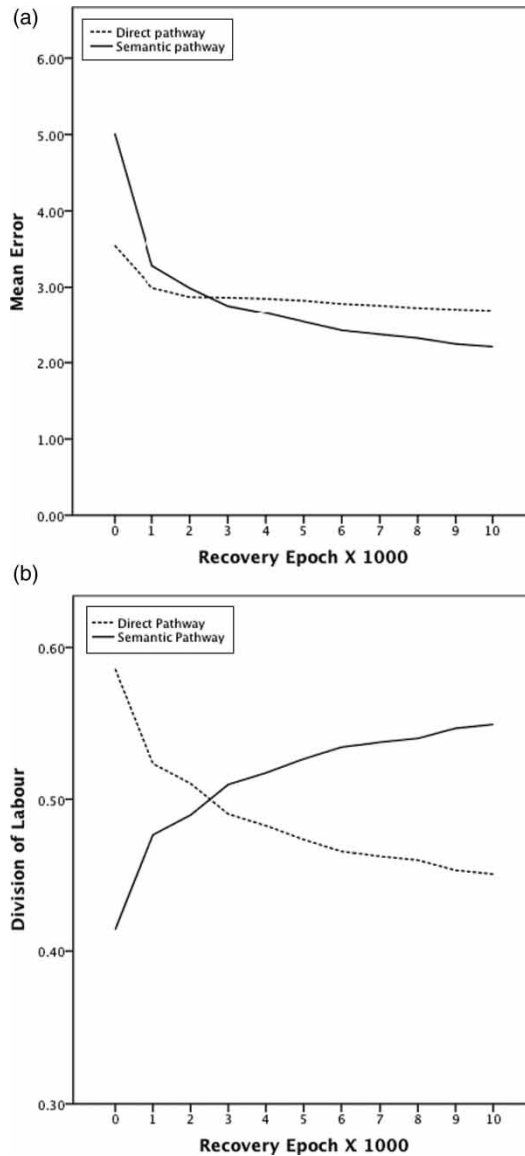 (a)
Direct pathway
Semantic pathway
6.00
5.00
4.00
3.00
2.00
1.00
0.00
Mean Error
0 1 2 3 4 5 6 7 8 9 10
Recovery Epoch X 1000
(b)
Direct Pathway
Semantic Pathway
0.60
0.50
0.40
0.30
Division of Labour
0 1 2 3 4 5 6 7 8 9 10
Recovery Epoch X 1000